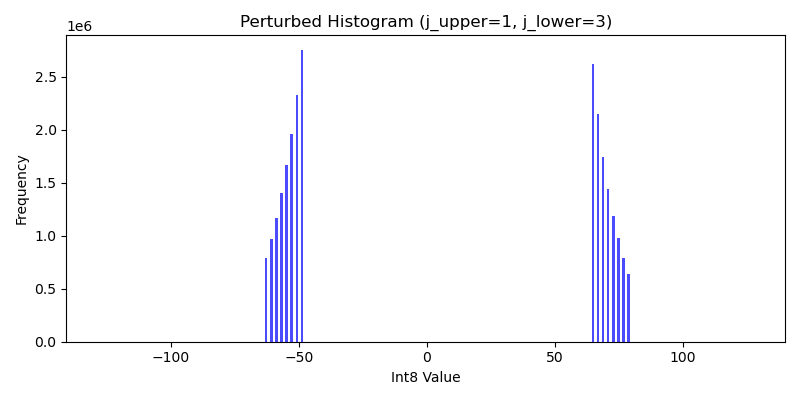 Perturbed Histogram (j_upper=1, j_lower=3)
1e6
2.5
2.0
1.5
1.0
0.5
0.0
Frequency
−100
−50
0
50
100
Int8 Value